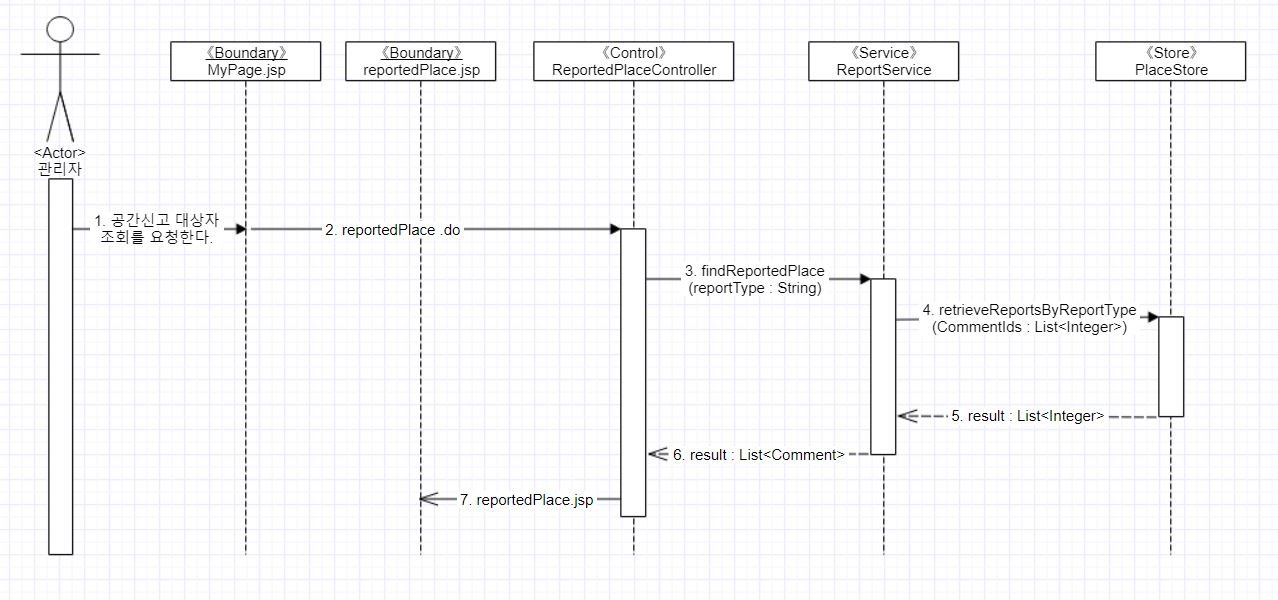 《Boundary》
MyPage.jsp
《Boundary》
reportedPlace.jsp
《Control》
ReportedPlaceController
《Service》
ReportService
《Store》
PlaceStore
<Actor>
관리자
1. 공간신고 대상자
조회를 요청한다.
2. reportedPlace .do
3. findReportedPlace
(reportType : String)
4. retrieveReportsByReportType
(CommentIds : List<Integer>)
5. result : List<Integer>
6. result : List<Comment>
7. reportedPlace.jsp